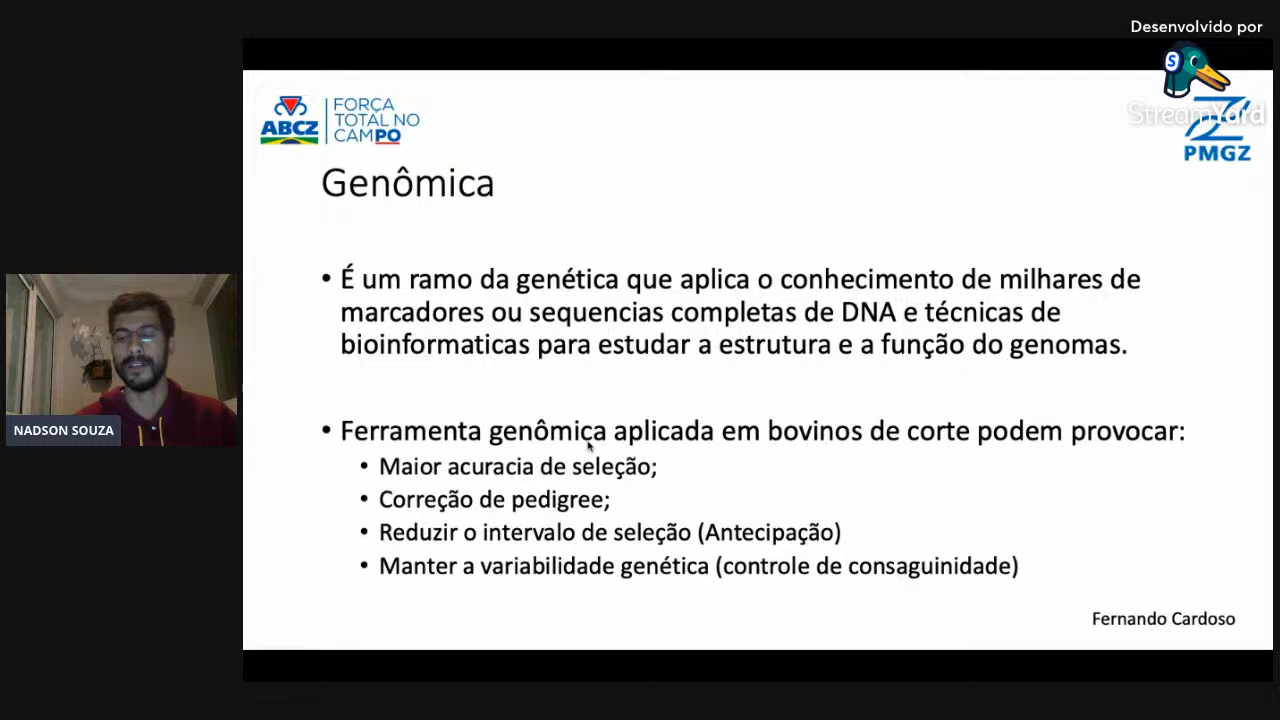 Desenvolvido por
S
StreamYard
ABCZ
FORÇA
TOTAL NO
CAMPO
PMGZ
Genômica
• É um ramo da genética que aplica o conhecimento de milhares de
marcadores ou sequencias completas de DNA e técnicas de
bioinformaticas para estudar a estrutura e a função do genomas.
• Ferramenta genômica aplicada em bovinos de corte podem provocar:
• Maior acuracia de seleção;
• Correção de pedigree;
• Reduzir o intervalo de seleção (Antecipação)
• Manter a variabilidade genética (controle de consaguinidade)
Fernando Cardoso
NADSON SOUZA